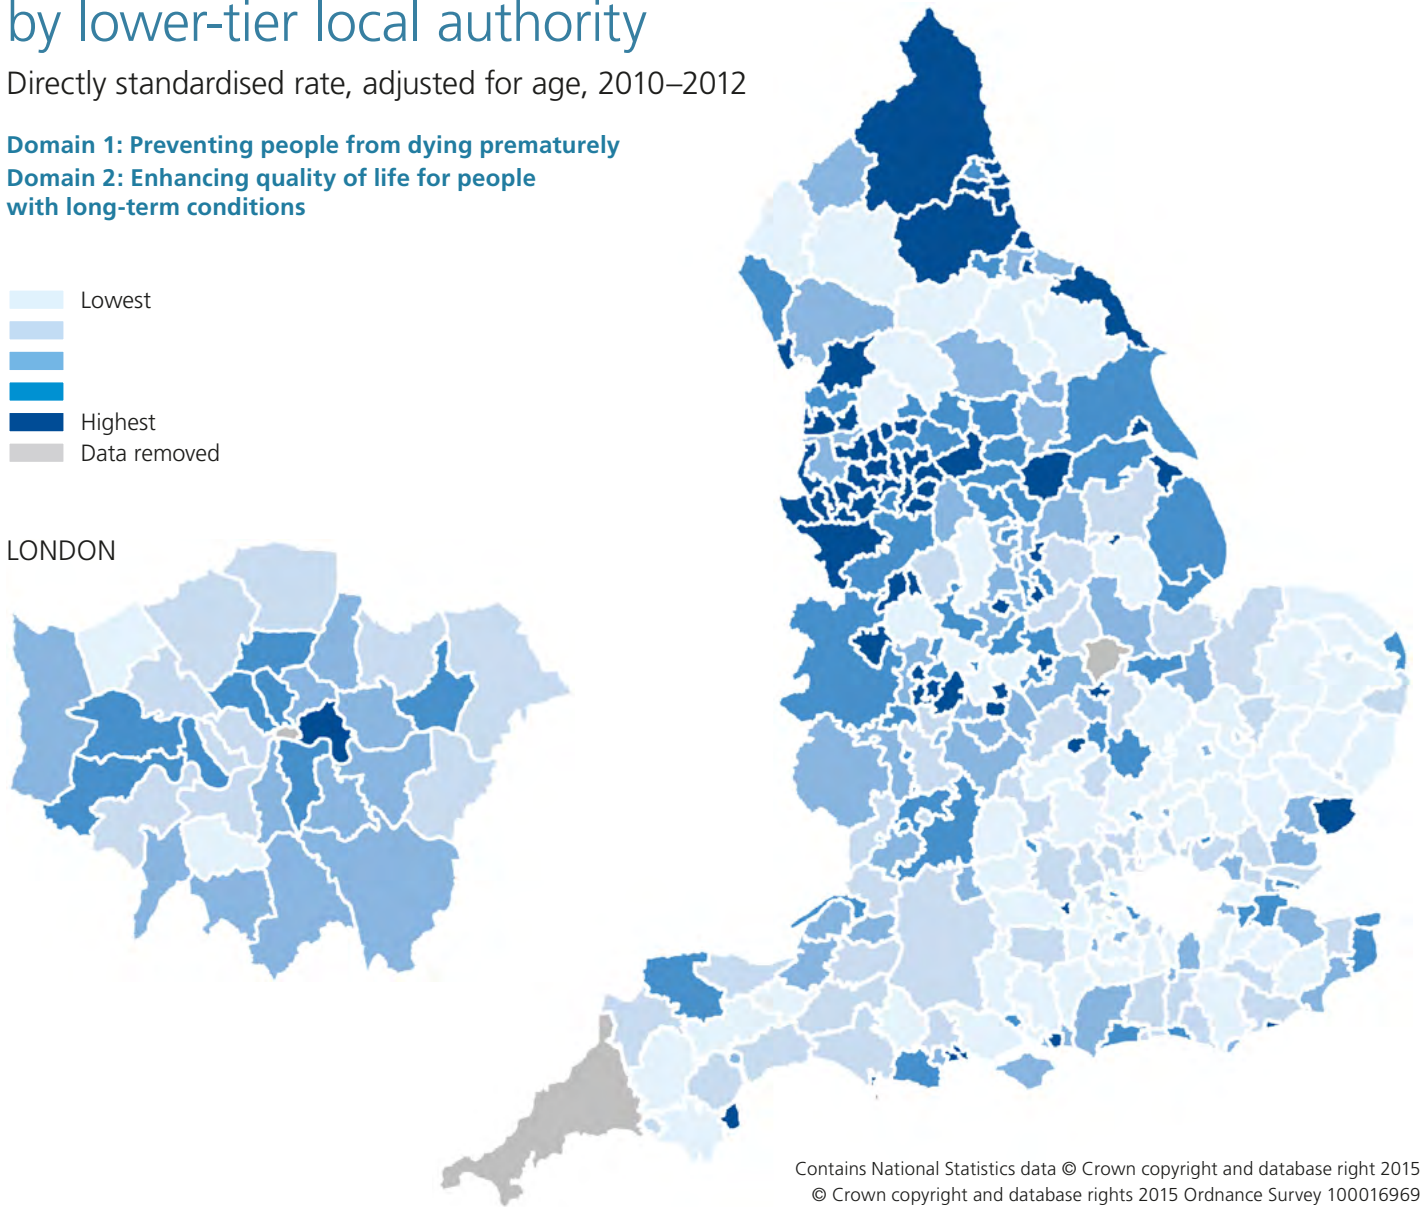 by lower-tier local authority
Directly standardised rate, adjusted for age, 2010–2012
Domain 1: Preventing people from dying prematurely
Domain 2: Enhancing quality of life for people
with long-term conditions
Lowest
Highest
Data removed
LONDON
Contains National Statistics data © Crown copyright and database right 2015
© Crown copyright and database rights 2015 Ordnance Survey 100016969